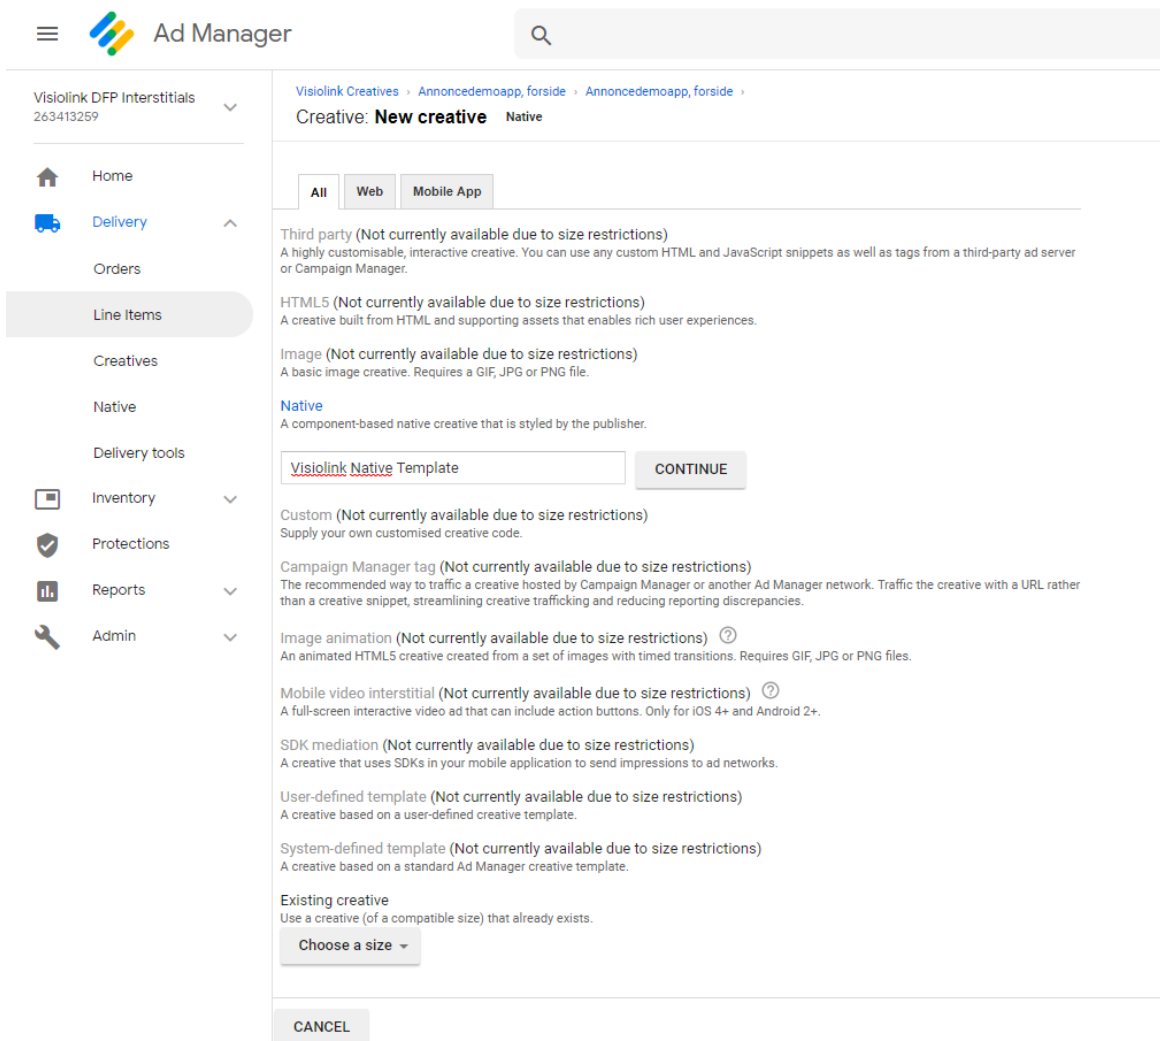 Ad Manager
Visiolink DFP Interstitials
263413259
Home
Delivery
Orders
Line Items
Creatives
Native
Delivery tools
Inventory
Protections
Reports
Admin
Visiolink Creatives › Annoncedemoapp, forside › Annoncedemoapp, forside ›
Creative: New creative Native
All Web Mobile App
Third party (Not currently available due to size restrictions)
A highly customisable, interactive creative. You can use any custom HTML and JavaScript snippets as well as tags from a third-party ad server
or Campaign Manager.
HTML5 (Not currently available due to size restrictions)
A creative built from HTML and supporting assets that enables rich user experiences.
Image (Not currently available due to size restrictions)
A basic image creative. Requires a GIF, JPG or PNG file.
Native
A component-based native creative that is styled by the publisher.
Visiolink Native Template CONTINUE
Custom (Not currently available due to size restrictions)
Supply your own customised creative code.
Campaign Manager tag (Not currently available due to size restrictions)
The recommended way to traffic a creative hosted by Campaign Manager or another Ad Manager network. Traffic the creative with a URL rather
than a creative snippet, streamlining creative trafficking and reducing reporting discrepancies.
Image animation (Not currently available due to size restrictions) ?
An animated HTML5 creative created from a set of images with timed transitions. Requires GIF, JPG or PNG files.
Mobile video interstitial (Not currently available due to size restrictions) ?
A full-screen interactive video ad that can include action buttons. Only for iOS 4+ and Android 2+.
SDK mediation (Not currently available due to size restrictions)
A creative that uses SDKs in your mobile application to send impressions to ad networks.
User-defined template (Not currently available due to size restrictions)
A creative based on a user-defined creative template.
System-defined template (Not currently available due to size restrictions)
A creative based on a standard Ad Manager creative template.
Existing creative
Use a creative (of a compatible size) that already exists.
Choose a size
CANCEL